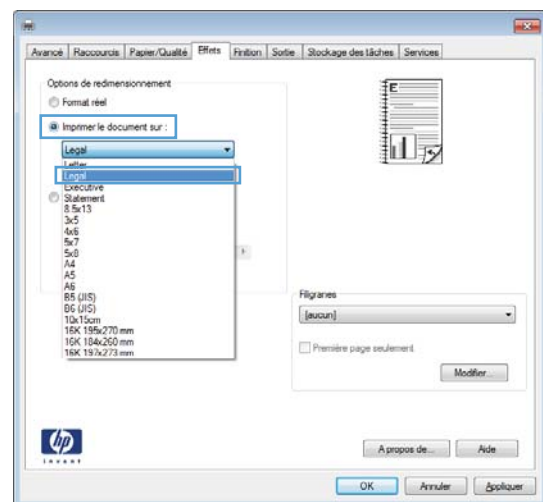 Avancé Raccourcis Papier/Qualité Effets Finition Sortie Stockage des tâches Services
Options de redimensionnement
Format réel
Imprimer le document sur :
Legal
Letter
Legal
Executive
Statement
8.5x13
3x5
4x6
5x7
5x8
A4
A5
A6
B5 (JIS)
B6 (JIS)
10x15cm
16K 195x270 mm
16K 184x260 mm
16K 197x273 mm
E
Filigranes
[aucun]
Première page seulement
Modifier...
hp
invent
A propos de... Aide
OK Annuler Appliquer